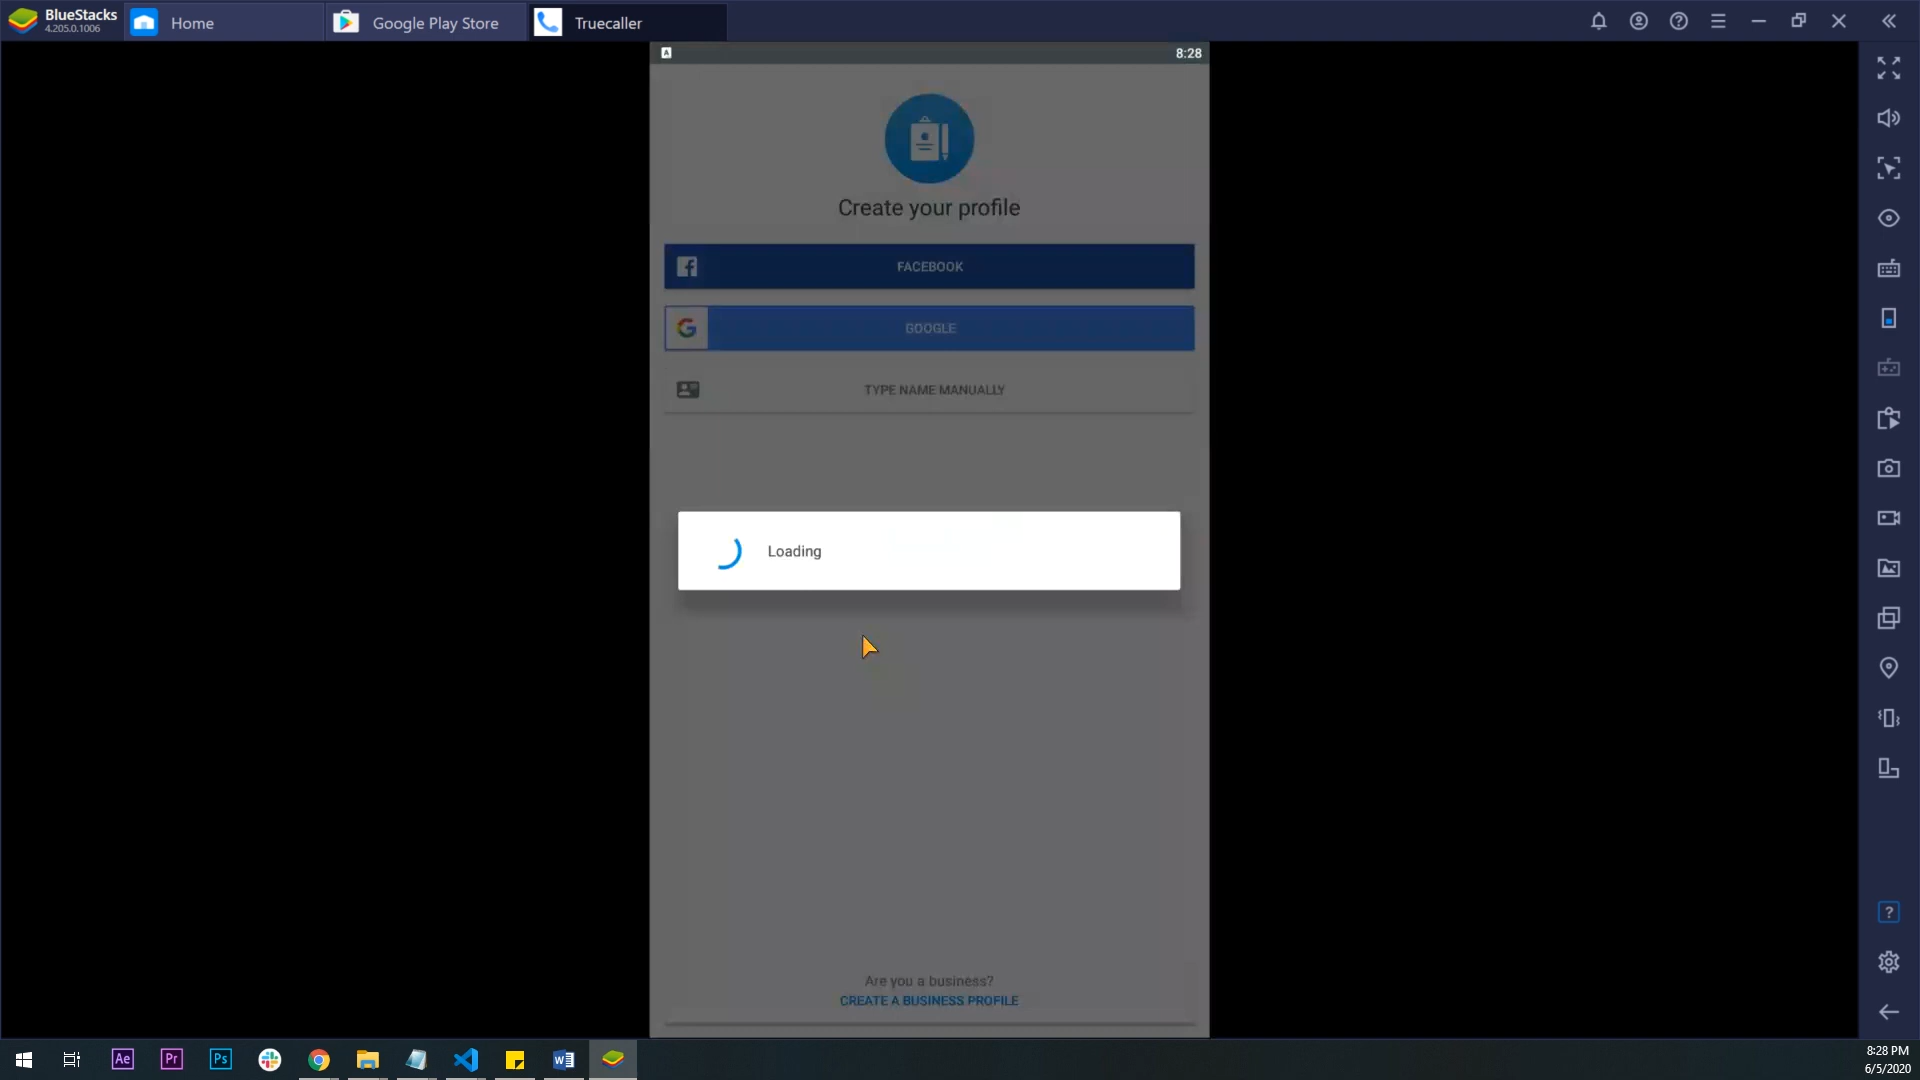 BlueStacks
4.205.0.1006
Home
Google Play Store
Truecaller
8:28
Create your profile
FACEBOOK
GOOGLE
TYPE NAME MANUALLY
Loading
Are you a business?
CREATE A BUSINESS PROFILE
Ae
Pr
Ps
8:28 PM
6/5/2020